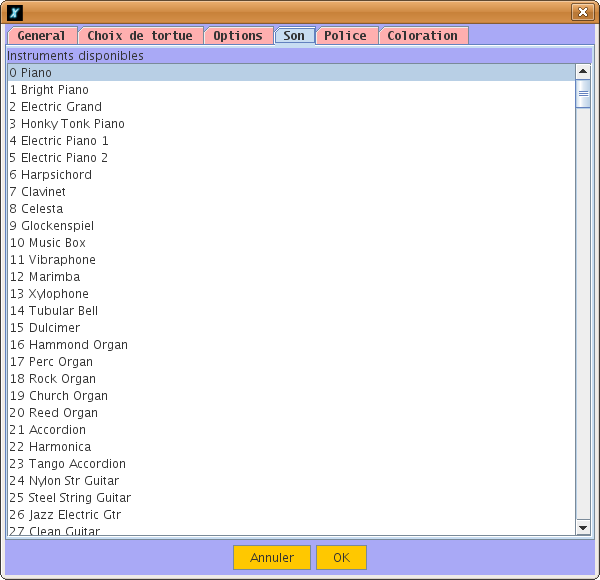 General Choix de tortue Options Son Police Coloration
Instruments disponibles
0 Piano
1 Bright Piano
2 Electric Grand
3 Honky Tonk Piano
4 Electric Piano 1
5 Electric Piano 2
6 Harpsichord
7 Clavinet
8 Celesta
9 Glockenspiel
10 Music Box
11 Vibraphone
12 Marimba
13 Xylophone
14 Tubular Bell
15 Dulcimer
16 Hammond Organ
17 Perc Organ
18 Rock Organ
19 Church Organ
20 Reed Organ
21 Accordion
22 Harmonica
23 Tango Accordion
24 Nylon Str Guitar
25 Steel String Guitar
26 Jazz Electric Gtr
27 Clean Guitar
Annuler OK